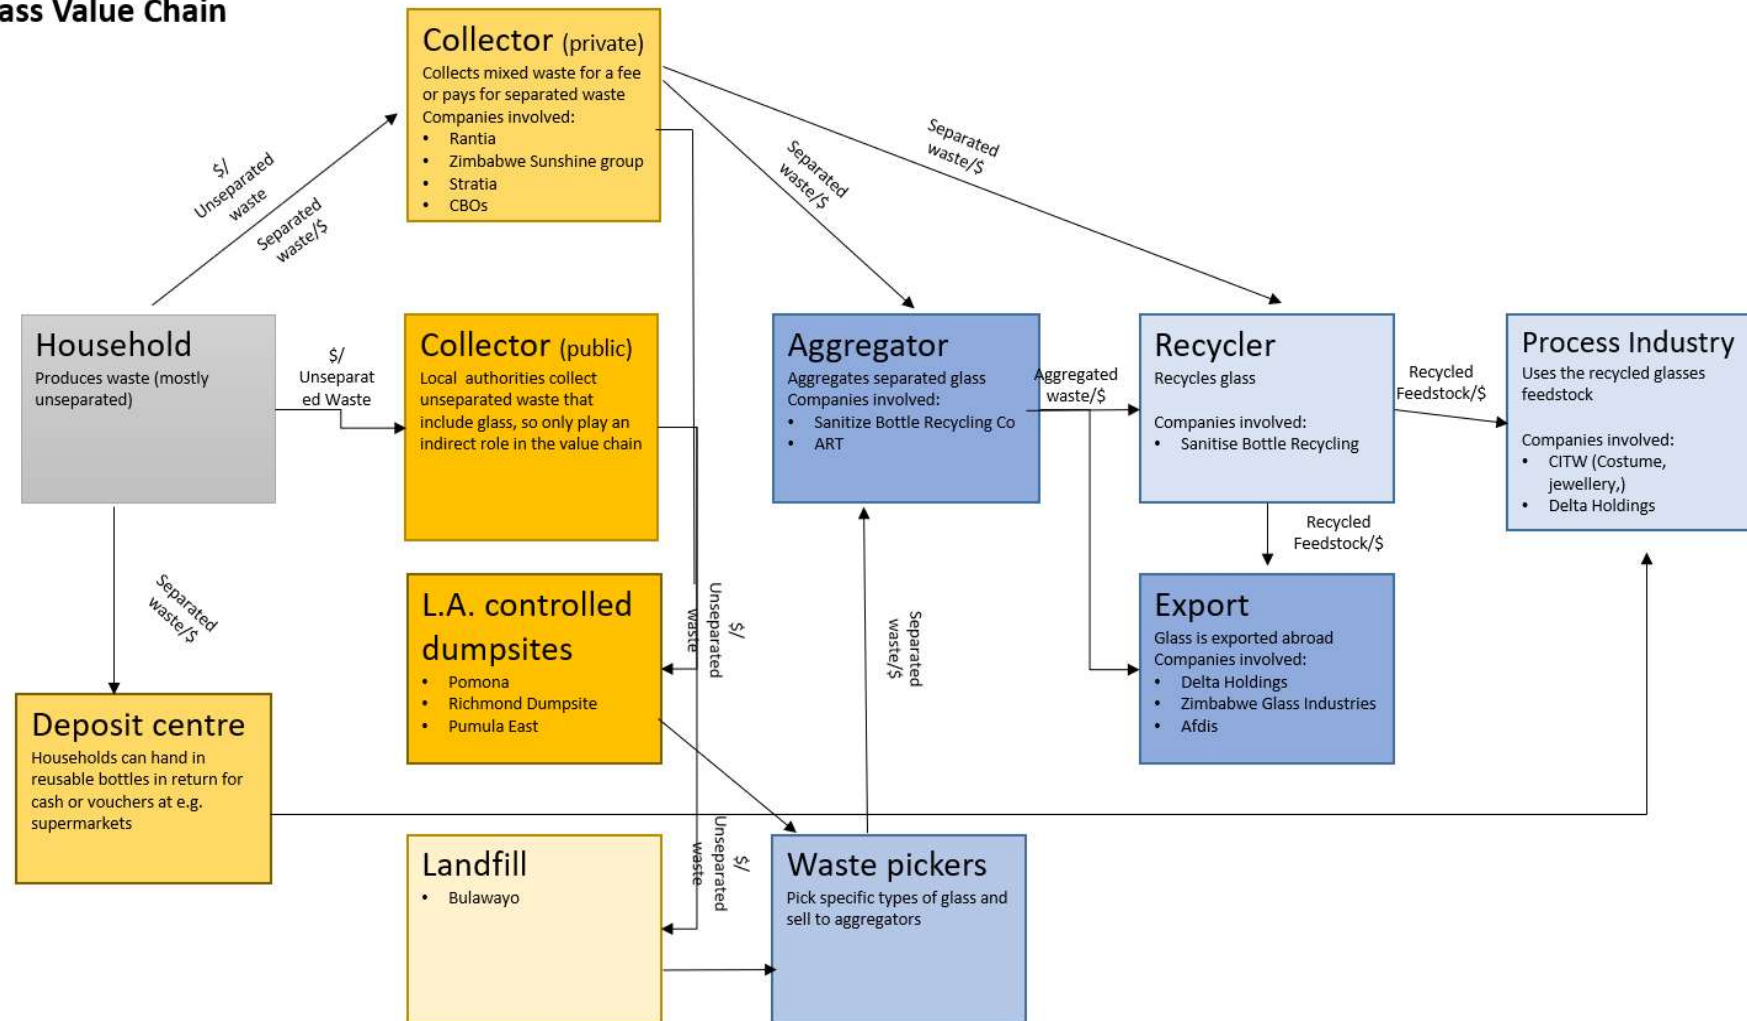 ass Value Chain
Collector (private)
Collects mixed waste for a fee
or pays for separated waste
Companies involved:
• Rantia
• Zimbabwe Sunshine group
• Stratia
• CBOs
$/
Unseparated
waste
Separated
waste/$
Separated
waste/$
Separated
waste/$
Household
Produces waste (mostly
unseparated)
$/
Unseparat
ed Waste
Collector (public)
Local authorities collect
unseparated waste that
include glass, so only play an
indirect role in the value chain
Aggregator
Aggregates separated glass
Companies involved:
• Sanitize Bottle Recycling Co
• ART
Aggregated
waste/$
Recycler
Recycles glass
Companies involved:
• Sanitise Bottle Recycling
Recycled
Feedstock/$
Process Industry
Uses the recycled glasses
feedstock
Companies involved:
• CITW (Costume,
jewellery,)
• Delta Holdings
Recycled
Feedstock/$
Separated
waste/$
L.A. controlled
dumpsites
• Pomona
• Richmond Dumpsite
• Pumula East
$/
Unseparated
waste
Separated
waste/$
Export
Glass is exported abroad
Companies involved:
• Delta Holdings
• Zimbabwe Glass Industries
• Afdis
Deposit centre
Households can hand in
reusable bottles in return for
cash or vouchers at e.g.
supermarkets
Landfill
• Bulawayo
$/
Unseparated
waste
Waste pickers
Pick specific types of glass and
sell to aggregators